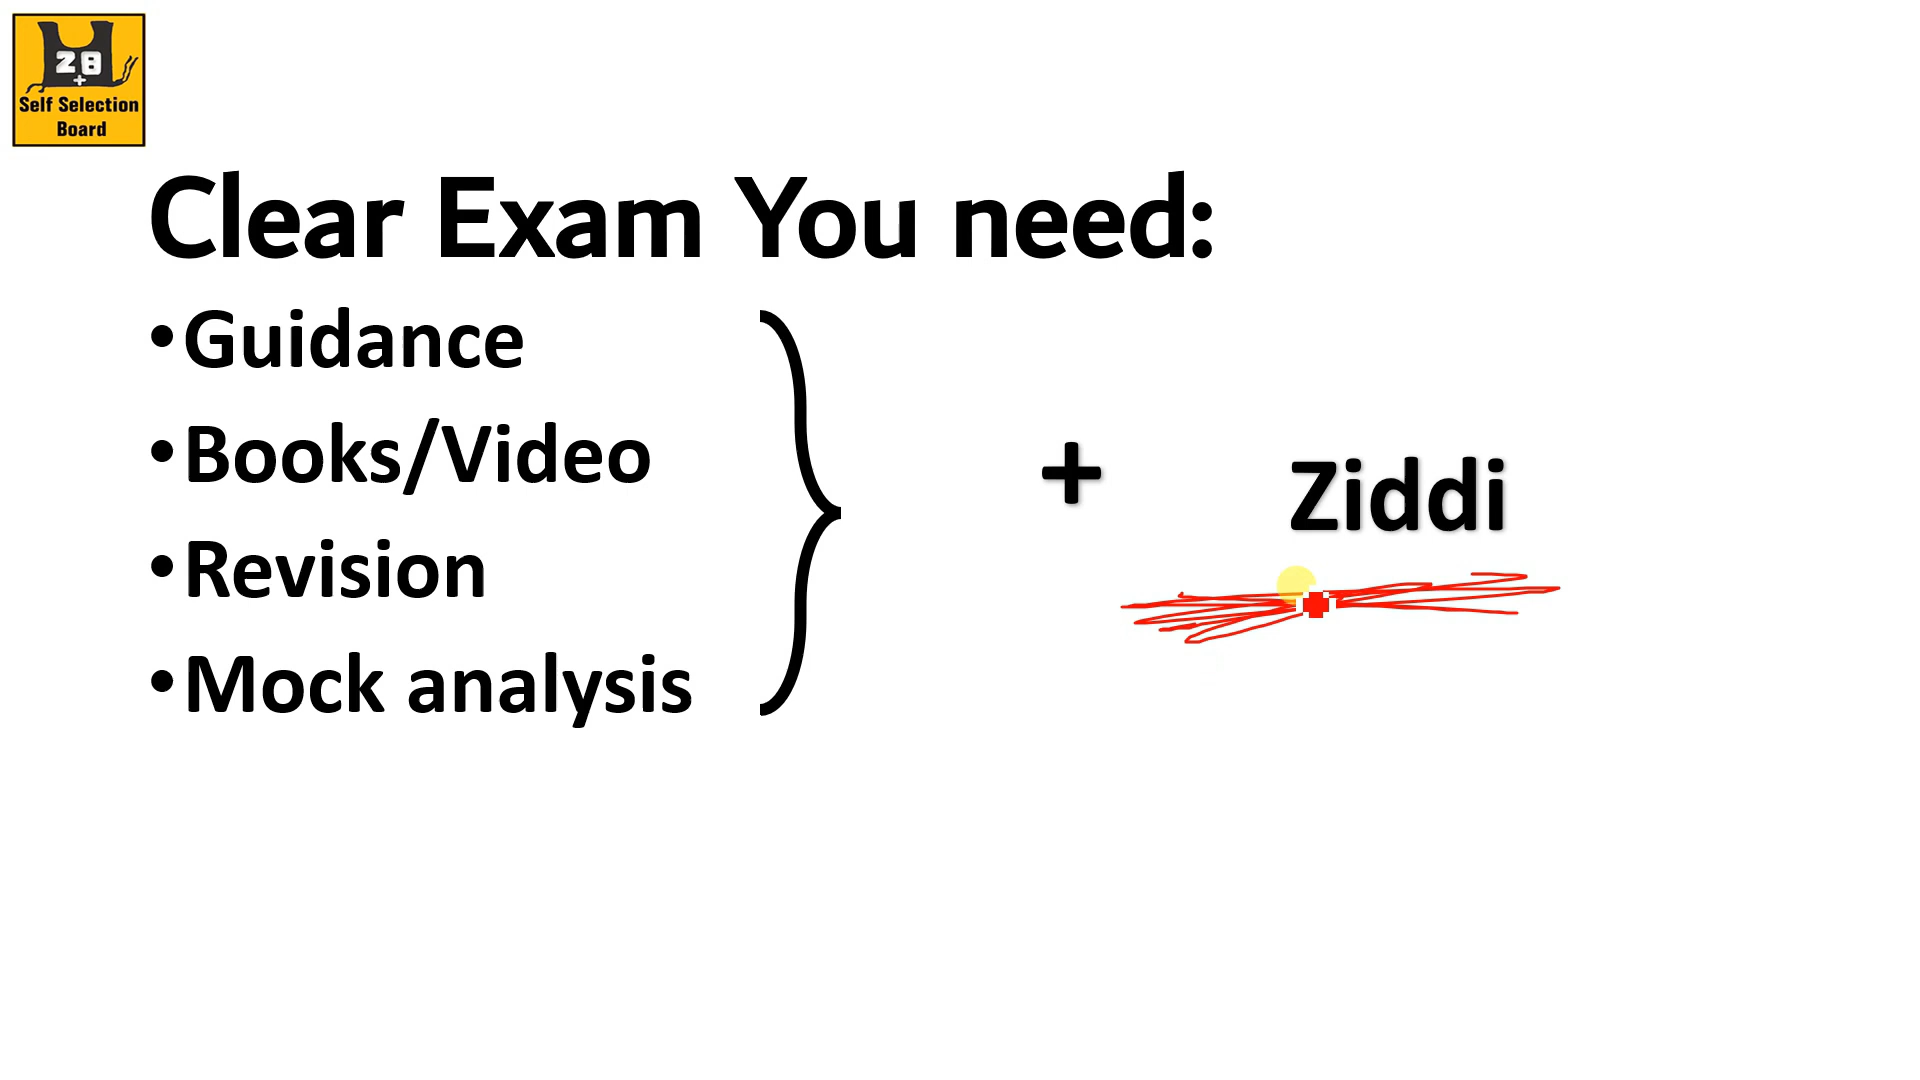 28
+
Self Selection
Board
Clear Exam You need:
•Guidance
•Books/Video
•Revision
•Mock analysis
+
Ziddi